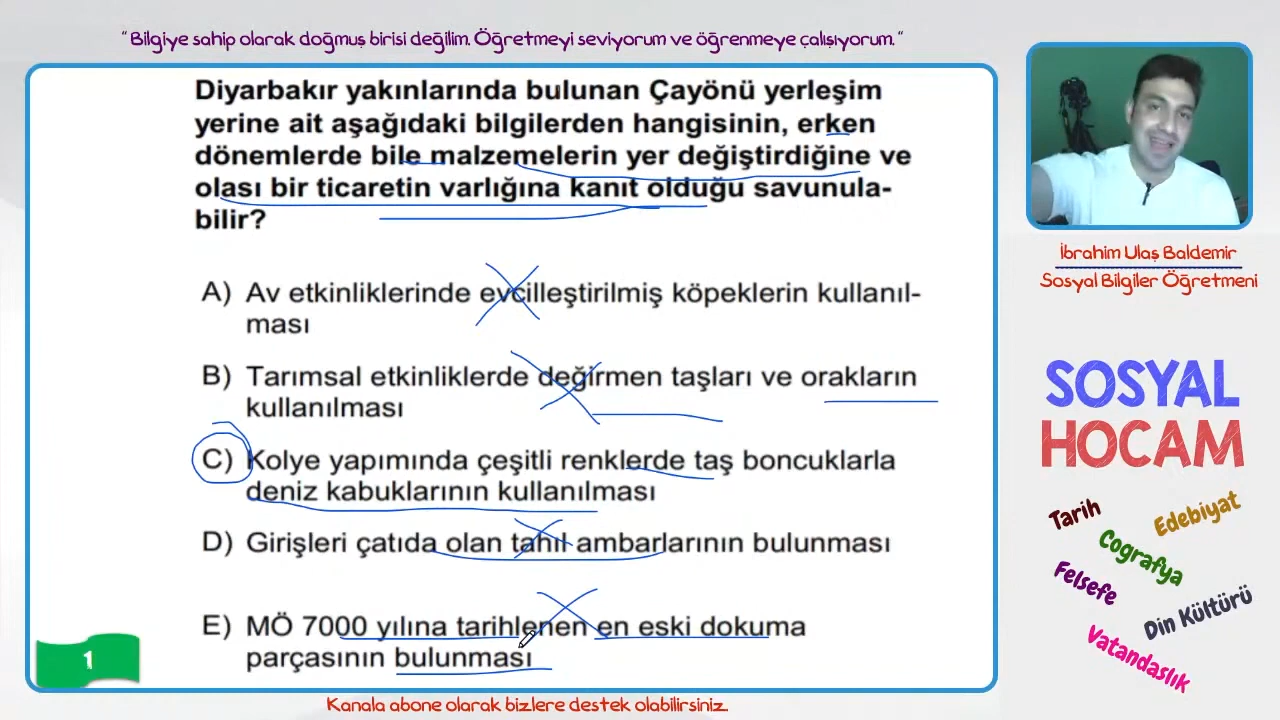 “ Bilgiye sahip olarak doğmuş birisi değilim. Öğretmeyi seviyorum ve öğrenmeye çalışıyorum. “
Diyarbakır yakınlarında bulunan Çayönü yerleşim
yerine ait aşağıdaki bilgilerden hangisinin, erken
dönemlerde bile malzemelerin yer değiştirdiğine ve
olası bir ticaretin varlığına kanıt olduğu savunula-
bilir?
A) Av etkinliklerinde evcilleştirilmiş köpeklerin kullanıl-
ması
B) Tarımsal etkinliklerde değirmen taşları ve orakların
kullanılması
C) Kolye yapımında çeşitli renklerde taş boncuklarla
deniz kabuklarının kullanılması
D) Girişleri çatıda olan tahıl ambarlarının bulunması
E) MÖ 7000 yılına tarihlenen en eski dokuma
parçasının bulunması
1
Kanala abone olarak bizlere destek olabilirsiniz.
İbrahim Ulaş Baldemir
Sosyal Bilgiler Öğretmeni
SOSYAL
HOCAM
Tarih
Edebiyat
Coğrafya
Felsefe
Din Kültürü
Vatandaslık